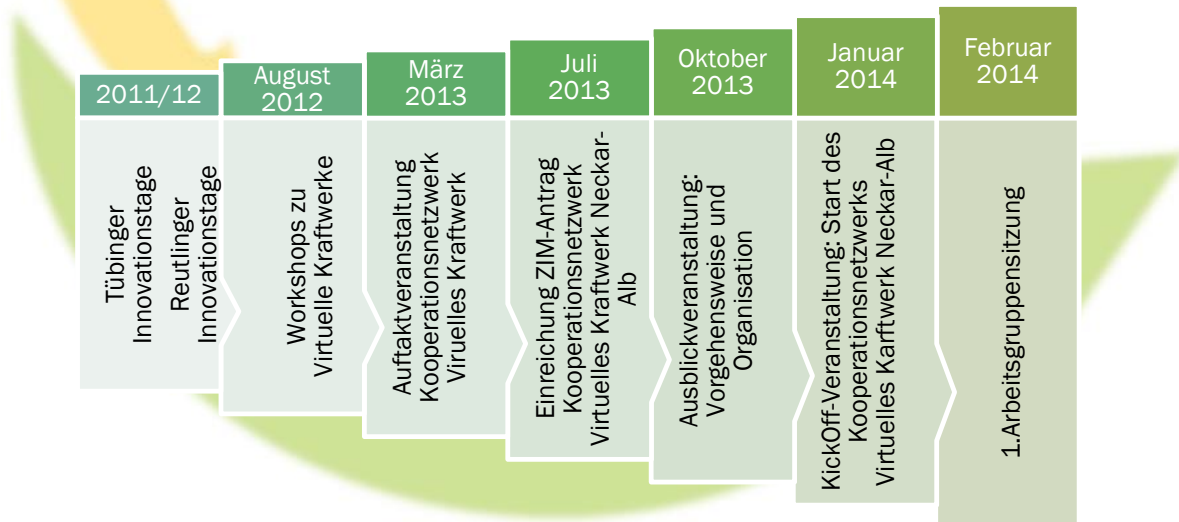 2011/12
Tübinger
Innovationstage
Reutlinger
Innovationstage
August
2012
Workshops zu
Virtuelle Kraftwerke
März
2013
Auftaktveranstaltung
Kooperationsnetzwerk
Viruelles Kraftwerk
Juli
2013
Einreichung ZIM-Antrag
Kooperationsnetzwerk
Virtuelles Kraftwerk Neckar-
Alb
Oktober
2013
Ausblickveranstaltung:
Vorgehensweise und
Organisation
Januar
2014
KickOff-Veranstaltung: Start des
Kooperationsnetzwerks
Virtuelles Karftwerk Neckar-Alb
Februar
2014
1.Arbeitsgruppensitzung